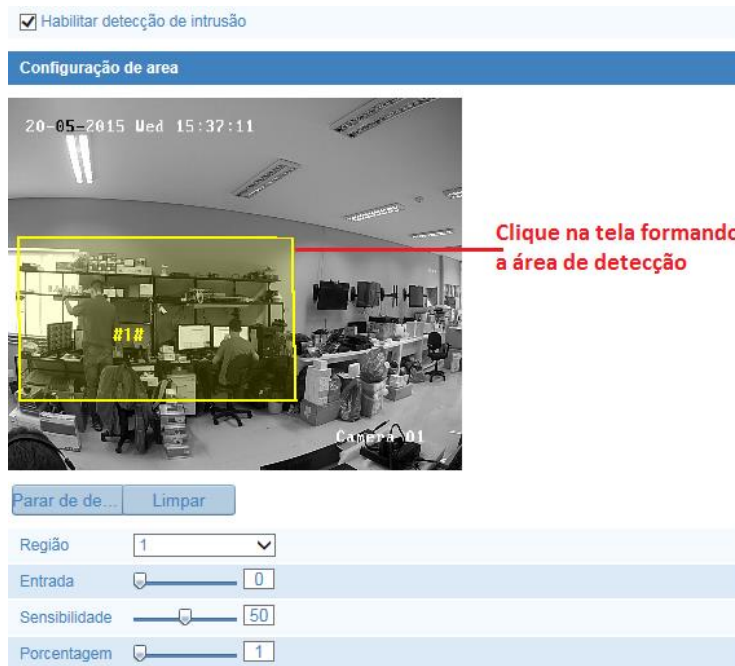 Habilitar detecção de intrusão
Configuração de area
20-05-2015 Wed 15:37:11
Clique na tela formando
a área de detecção
#1#
Camera 01
Parar de de... Limpar
Região 1
Entrada 0
Sensibilidade 50
Porcentagem 1